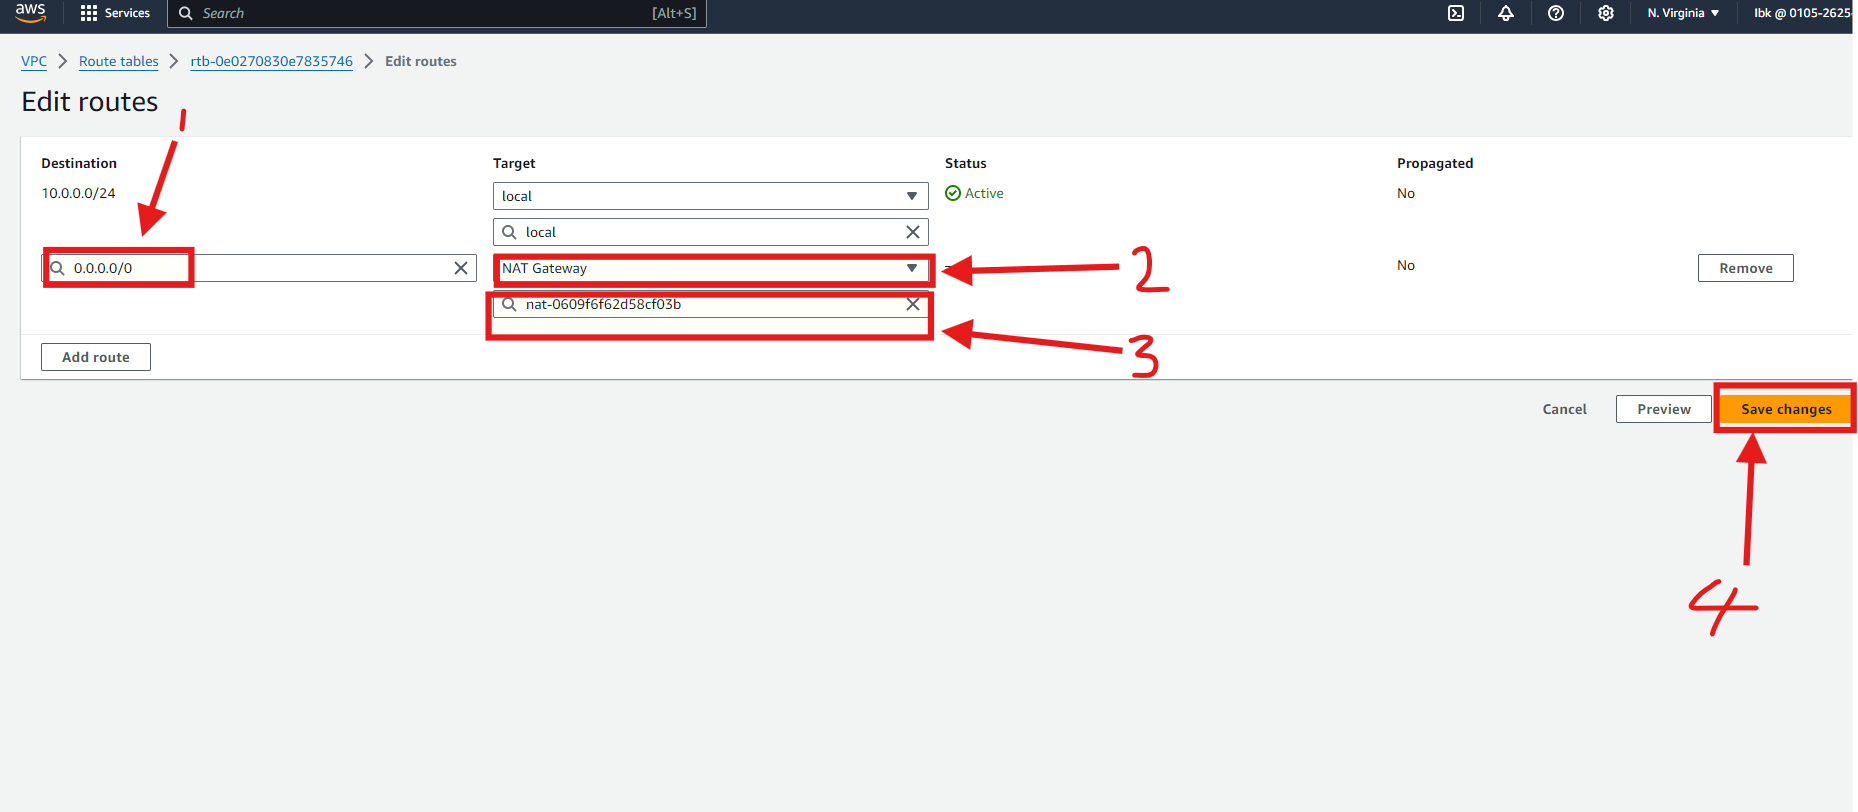 aws Services Search [Alt+S] N. Virginia Ibk @ 0105-2625-
VPC Route tables rtb-0e0270830e7835746 Edit routes
Edit routes
1
Destination Target Status Propagated
10.0.0.0/24 local Active No
local
0.0.0.0/0 NAT Gateway - No Remove
2
nat-0609f6f62d58cf03b
3
Add route
Cancel Preview Save changes
4